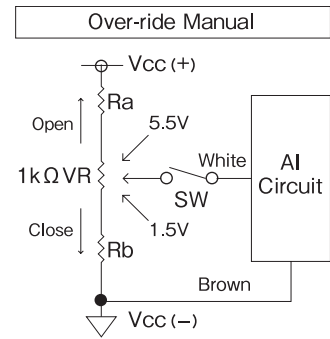 Over-ride Manual
Vcc (+)
Ra
Open
5.5V
1kΩ VR
White
AI
Circuit
SW
Close
1.5V
Rb
Brown
Vcc (−)